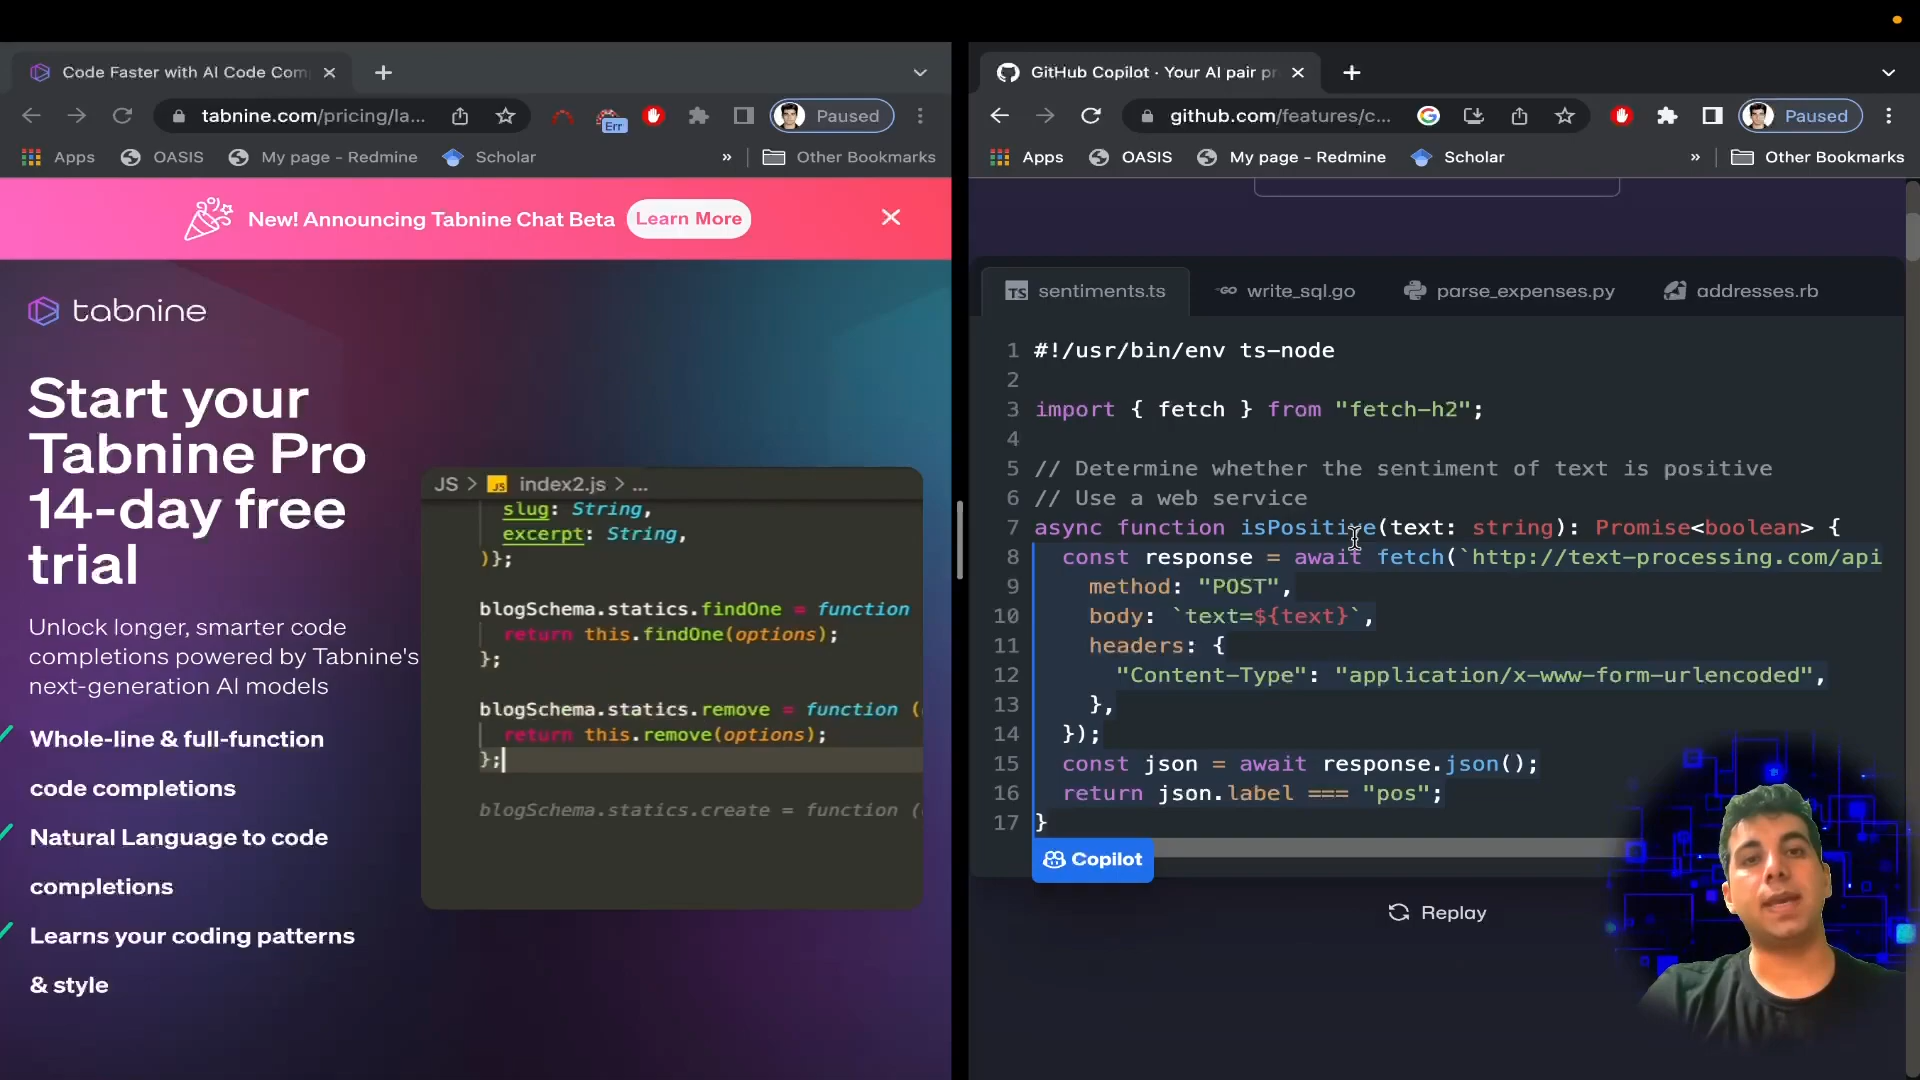 Code Faster with AI Code Com
tabnine.com/pricing/la...
Err
Paused
Apps
OASIS
My page - Redmine
Scholar
»
Other Bookmarks
New! Announcing Tabnine Chat Beta
Learn More
tabnine
Start your
Tabnine Pro
14-day free
trial
Unlock longer, smarter code
completions powered by Tabnine's
next-generation AI models
Whole-line & full-function
code completions
Natural Language to code
completions
Learns your coding patterns
& style
JS > JS index2.js > ...
slug: String,
excerpt: String,
)};
blogSchema.statics.findOne = function
return this.findOne(options);
};
blogSchema.statics.remove = function (
return this.remove(options);
};
blogSchema.statics.create = function (
GitHub Copilot · Your AI pair pr
github.com/features/c...
Paused
Apps
OASIS
My page - Redmine
Scholar
»
Other Bookmarks
TS sentiments.ts
write_sql.go
parse_expenses.py
addresses.rb
1 #!/usr/bin/env ts-node
2
3 import { fetch } from "fetch-h2";
4
5 // Determine whether the sentiment of text is positive
6 // Use a web service
7 async function isPositive(text: string): Promise<boolean> {
8 const response = await fetch(`http://text-processing.com/api
9 method: "POST",
10 body: `text=${text}`,
11 headers: {
12 "Content-Type": "application/x-www-form-urlencoded",
13 },
14 });
15 const json = await response.json();
16 return json.label === "pos";
17 }
Copilot
Replay